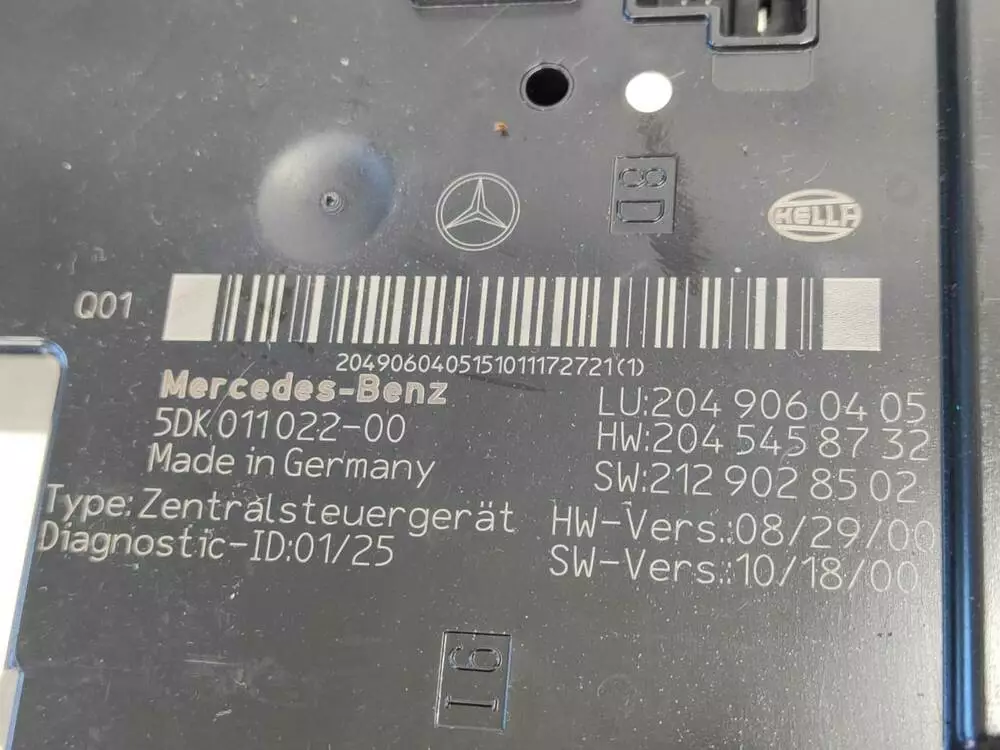 8D
HELLA
Q01
2049060405151011172721(1)
Mercedes-Benz
5DK 011022-00
Made in Germany
LU:204 906 04 05
HW:204 545 87 32
SW:212 902 85 02
Type: Zentralsteuergerät
Diagnostic-ID:01/25
HW-Vers.:08/29/00
SW-Vers.:10/18/00